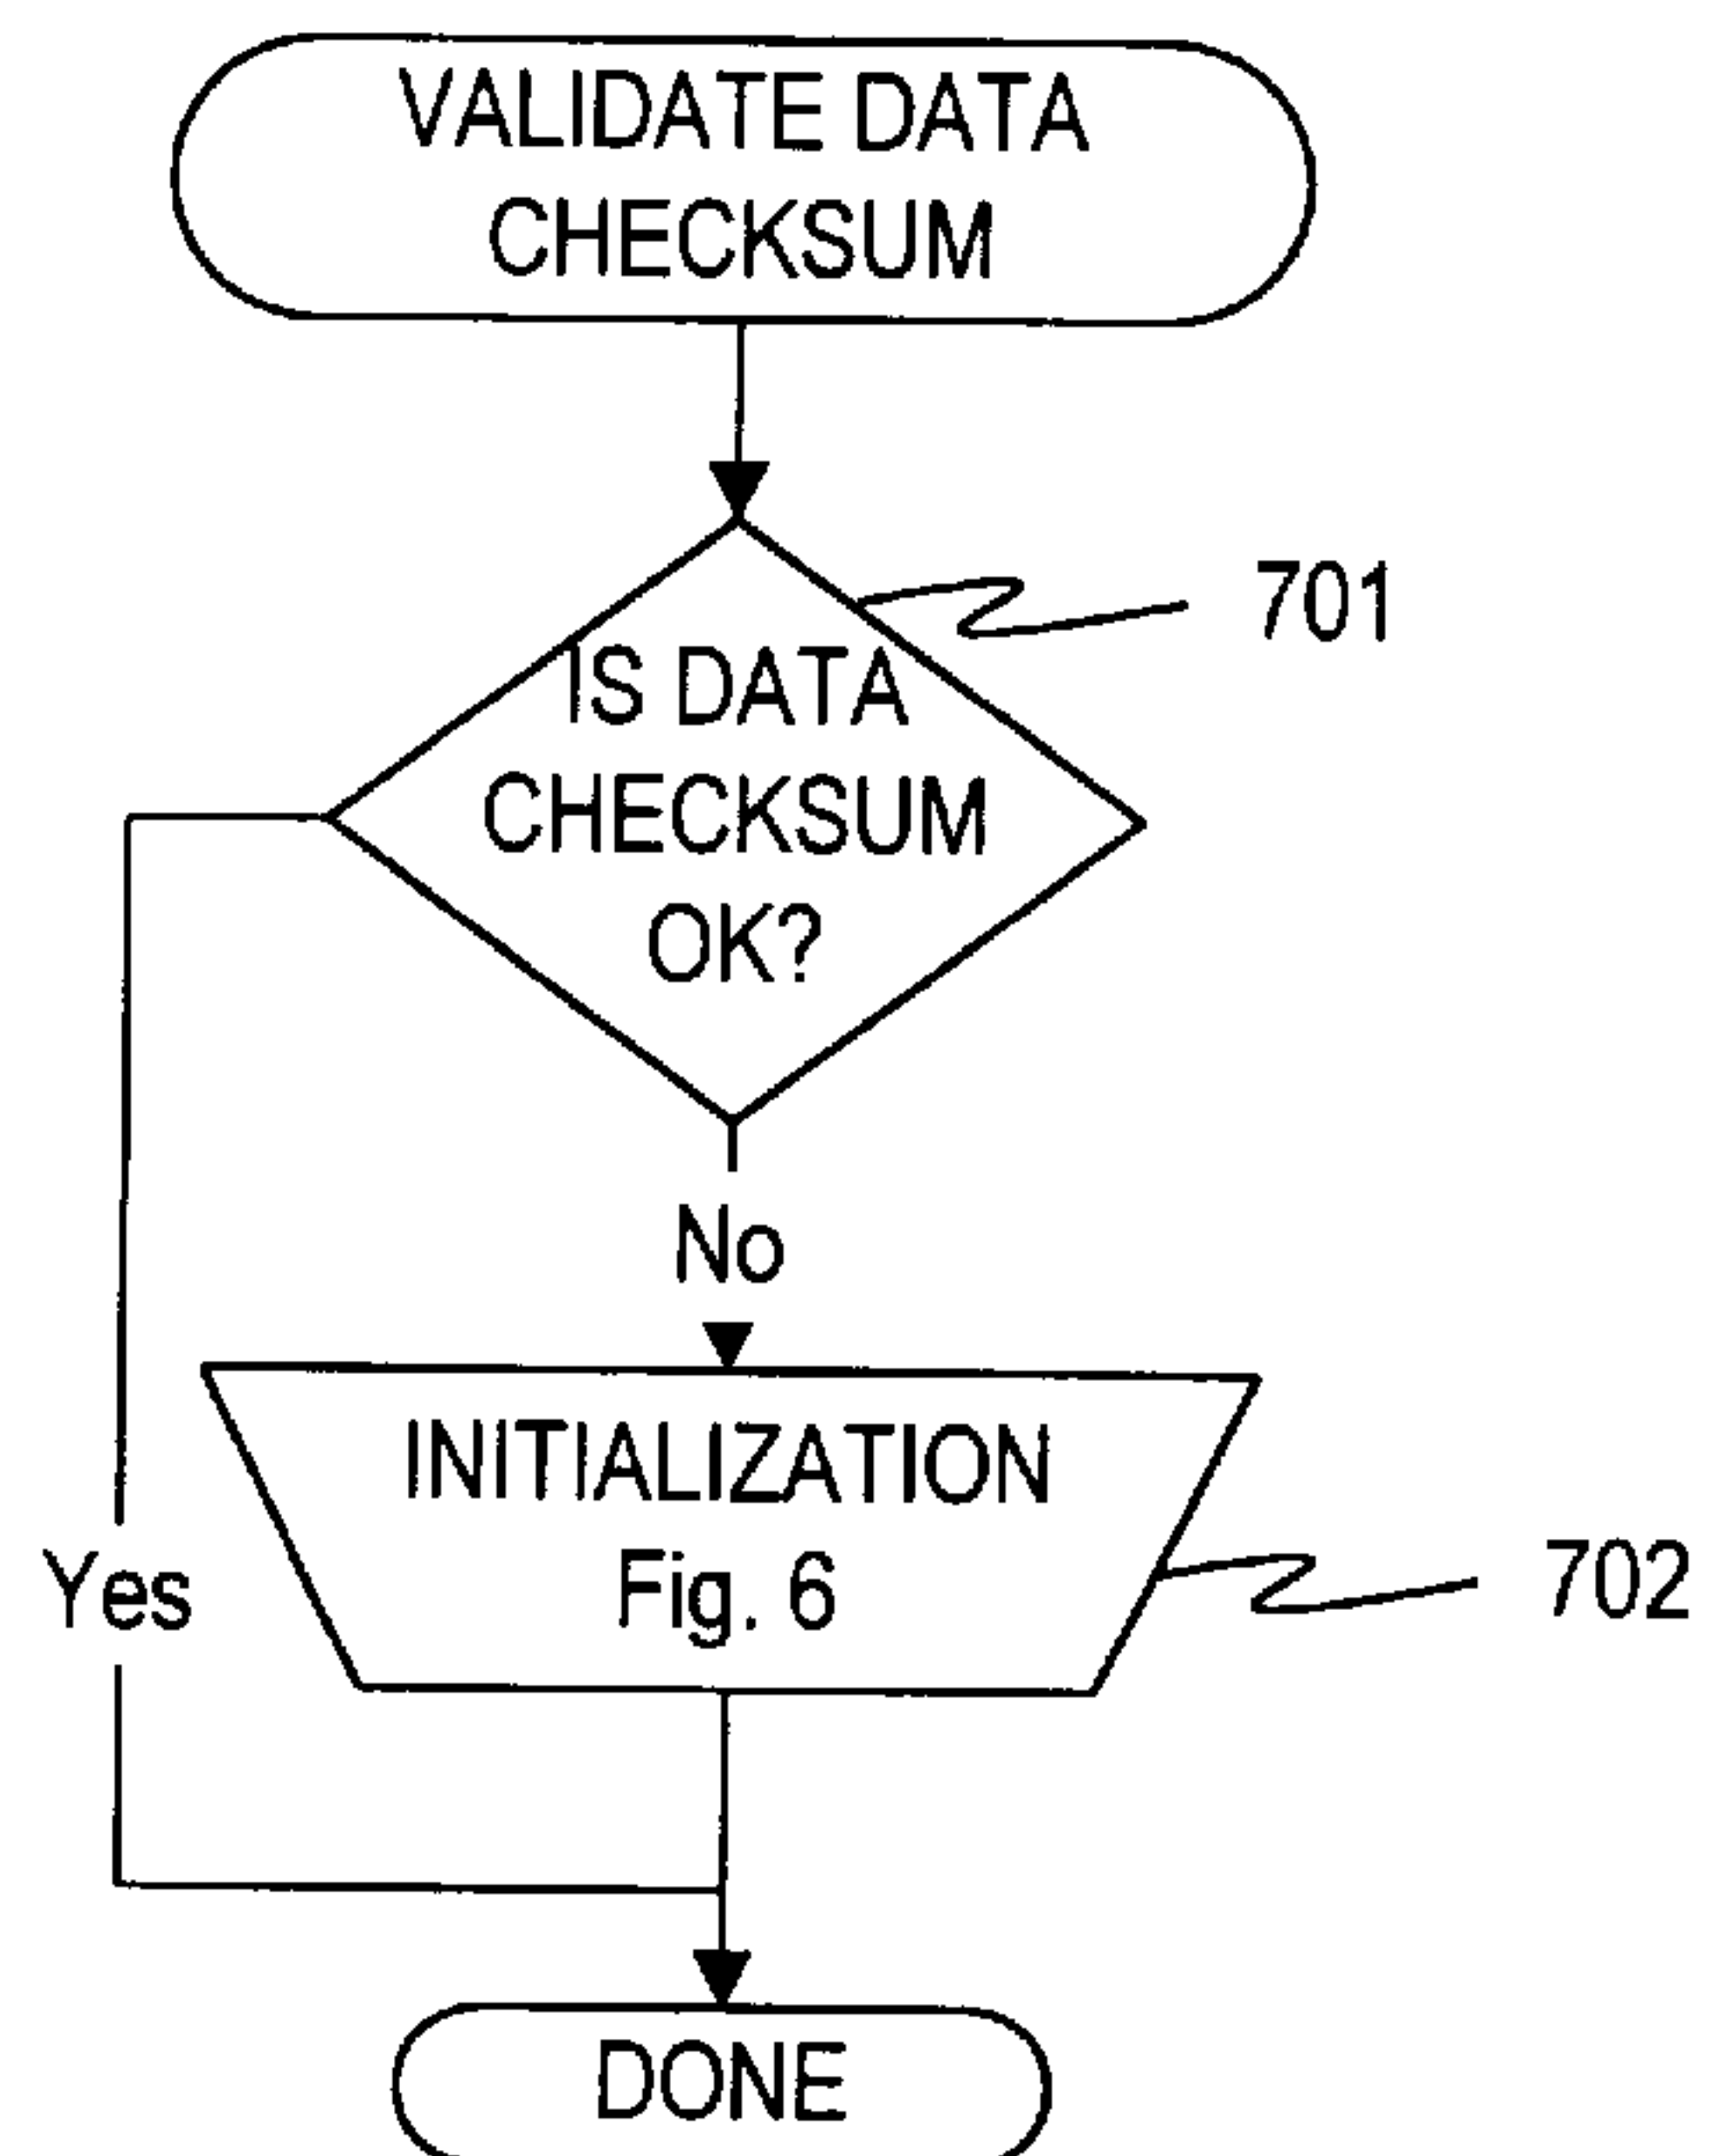 VALIDATE DATA
CHECKSUM
701
IS DATA
CHECKSUM
OK?
No
INITIALIZATION
Fig. 6
Yes
702
DONE